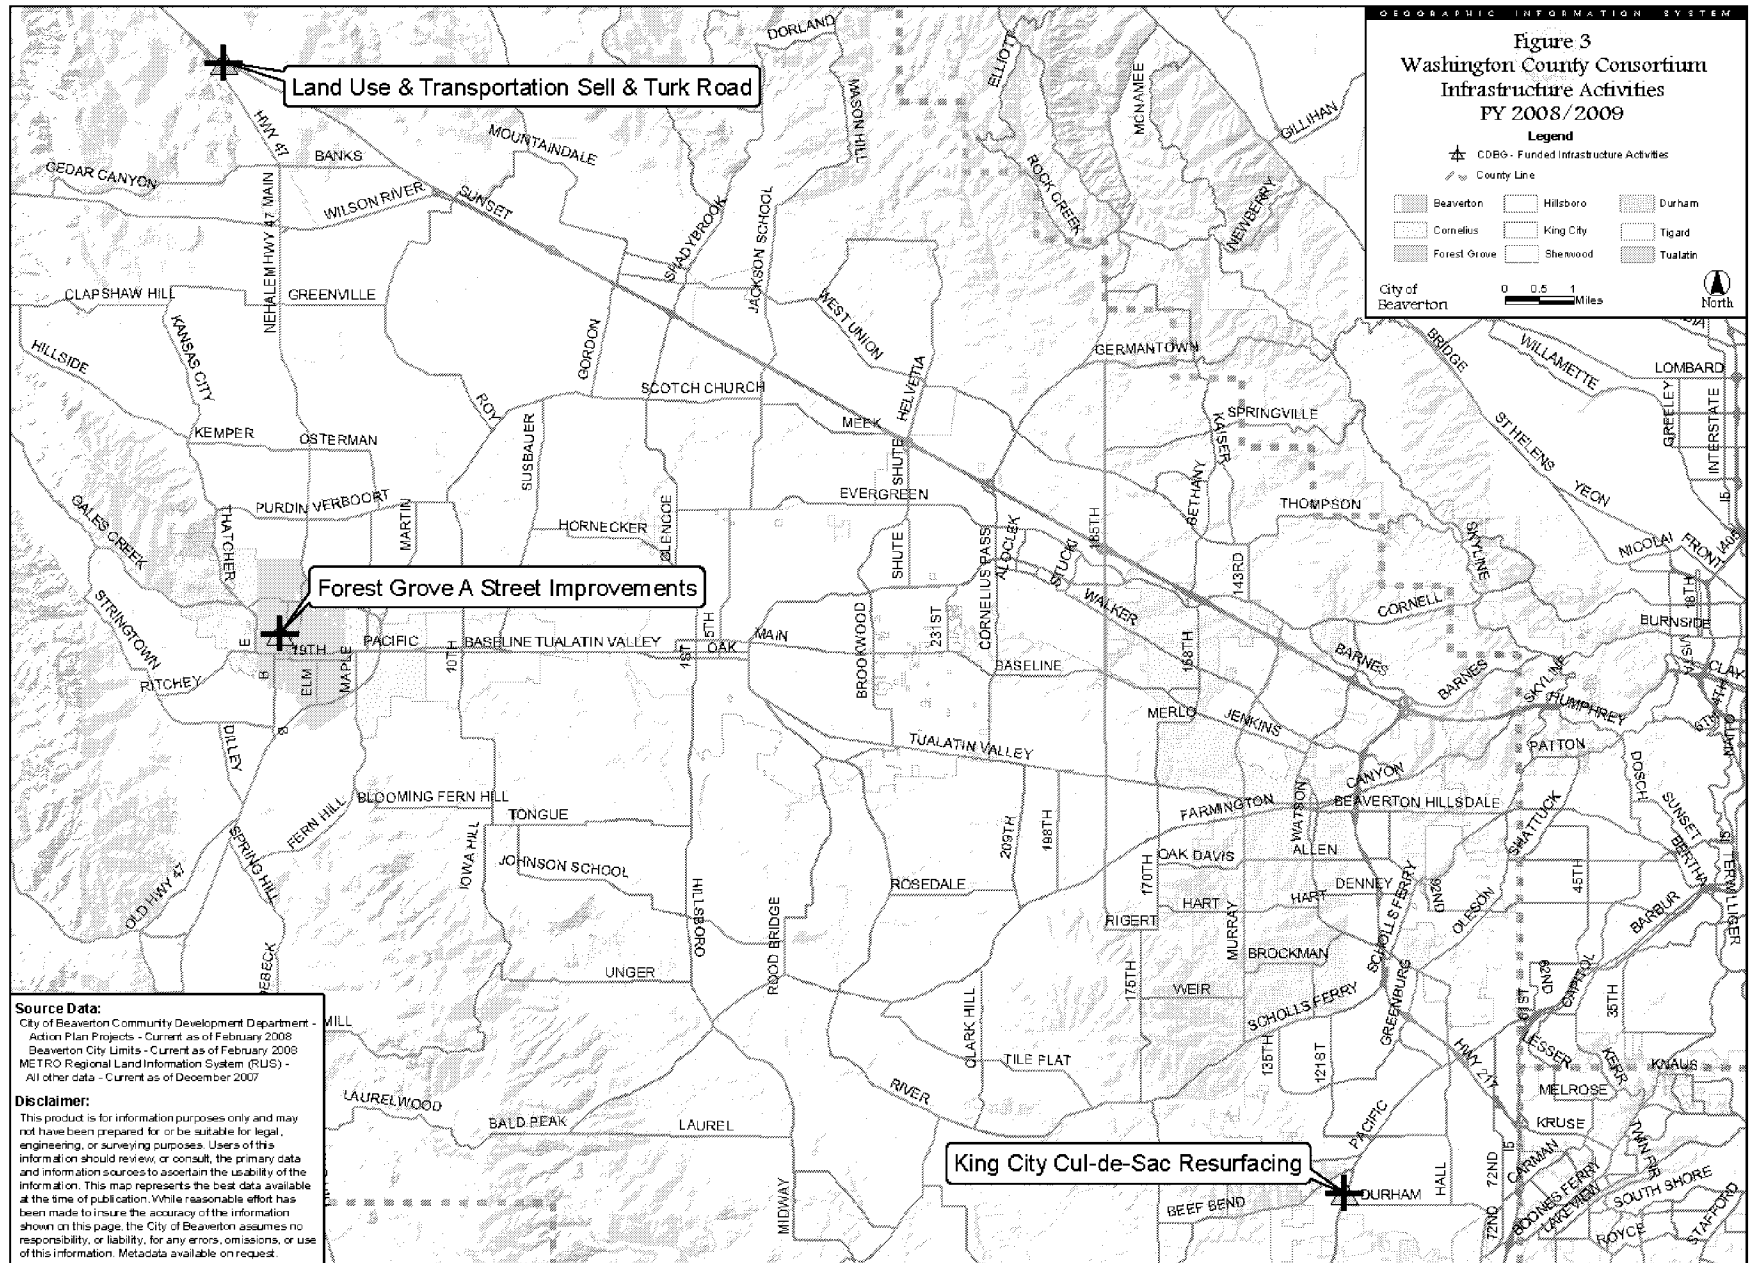 GEOGRAPHIC INFORMATION SYSTEM
Figure 3
Washington County Consortium
Infrastructure Activities
PY 2008/2009
Legend
CDBG - Funded Infrastructure Activities
County Line
Beaverton
Hillsboro
Durham
Cornelius
King City
Tigard
Forest Grove
Sherwood
Tualatin
City of
Beaverton
0 0.5 1
Miles
North
Land Use & Transportation Sell & Turk Road
Forest Grove A Street Improvements
King City Cul-de-Sac Resurfacing
DORLAND
ELLIOTT
MCNAMEE
MASON HILL
GILLIHAN
HWY 47
BANKS
MOUNTAINDALE
CEDAR CANYON
WILSON RIVER
SUNSET
ROCK CREEK
NEWBERRY
NEHALEM HWY 47 MAIN
SHADYBROOK
JACKSON SCHOOL
CLAPSHAW HILL
GREENVILLE
WEST UNION
KANSAS CITY
HILLSIDE
GORDON
GERMANTOWN
BRIDGE
WILLAMETTE
LOMBARD
SCOTCH CHURCH
HELVETIA
ROY
SUSBAUER
MEEK
KAISER
SPRINGVILLE
GREELEY
INTERSTATE
ST HELENS
KEMPER
OSTERMAN
SHUTE
BETHANY
EVERGREEN
THOMPSON
YEON
I5
GALES CREEK
PURDIN VERBOORT
THATCHER
MARTIN
HORNECKER
GLENCOE
SHUTE
CORNELIUS PASS
ALOCLEK
STUCKI
185TH
143RD
SKYLINE
NICOLAI
FRONT
I405
STRINGTOWN
WALKER
CORNELL
18TH
BURNSIDE
VISTA
E
19TH
PACIFIC
10TH
BASELINE TUALATIN VALLEY
1ST
5TH
OAK
MAIN
BROOKWOOD
231ST
BASELINE
158TH
BARNES
BARNES
SKYLINE
CLAY
RITCHEY
B
ELM
MAPLE
MERLO
JENKINS
HUMPHREY
6TH
4TH
B
DILLEY
TUALATIN VALLEY
PATTON
DOSCH
CANYON
BLOOMING FERN HILL
FERN HILL
TONGUE
209TH
198TH
FARMINGTON
WATSON
BEAVERTON HILLSDALE
SHATTUCK
SUNSET
BERTHA
SPRING HILL
IOWA HILL
JOHNSON SCHOOL
ROSEDALE
170TH
OAK DAVIS
ALLEN
DENNEY
92ND
45TH
TERWILLIGER
OLD HWY 47
HILLSBORO
ROOD BRIDGE
HART
HART
SCHOLLS FERRY
OLESON
BARBUR
RIGERT
MURRAY
BROCKMAN
UNGER
175TH
WEIR
SCHOLLS FERRY
GREENBURG
62ND
CAPITOL
35TH
CLARK HILL
TILE FLAT
135TH
121ST
HWY 217
LESSER
KERR
KNAUS
LAURELWOOD
RIVER
MELROSE
BALD PEAK
LAUREL
PACIFIC
KRUSE
I5
CARMAN
TWIN FIR
MIDWAY
BEEF BEND
DURHAM
HALL
72ND
72ND
BOONES FERRY
LAKEVIEW
SOUTH SHORE
ROYCE
STAFFORD
Source Data:
City of Beaverton Community Development Department -
Action Plan Projects - Current as of February 2008
Beaverton City Limits - Current as of February 2008
METRO Regional Land Information System (RLIS) -
All other data - Current as of December 2007
Disclaimer:
This product is for information purposes only and may
not have been prepared for or be suitable for legal,
engineering, or surveying purposes. Users of this
information should review, or consult, the primary data
and information sources to ascertain the usability of the
information. This map represents the best data available
at the time of publication. While reasonable effort has
been made to insure the accuracy of the information
shown on this page, the City of Beaverton assumes no
responsibility, or liability, for any errors, omissions, or use
of this information. Metadata available on request.